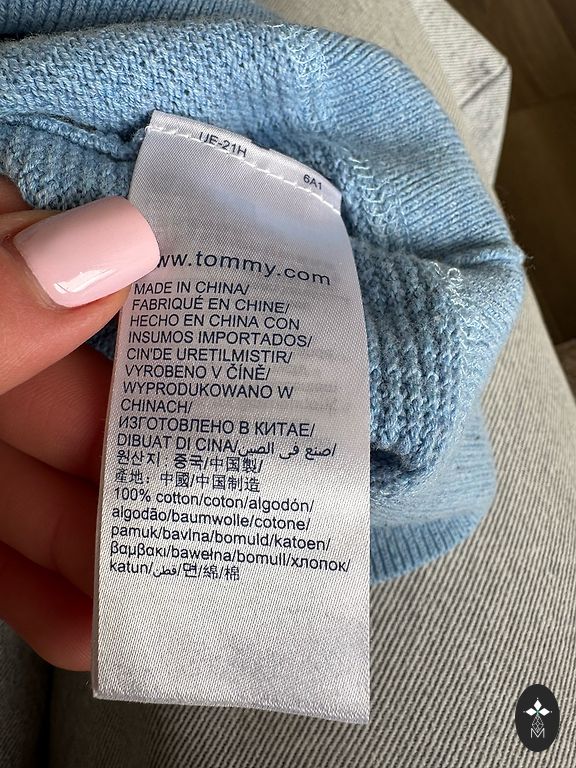 UE-21H
6A1
ww.tommy.com
MADE IN CHINA/
FABRIQUÉ EN CHINE/
HECHO EN CHINA CON
INSUMOS IMPORTADOS/
CIN'DE URETILMISTIR/
VYROBENO V ČÍNĚ/
WYPRODUKOWANO W
CHINACH/
ИЗГОТОВЛЕНО В КИТАЕ/
DIBUAT DI CINA/صنع في الصين/
원산지: 중국/中国製/
產地: 中國/中国制造
100% cotton/coton/algodón/
algodão/baumwolle/cotone/
pamuk/bavlna/bomuld/katoen/
βαμβακι/bawełna/bomull/хлопок/
katun/قطن/면/綿/棉
M